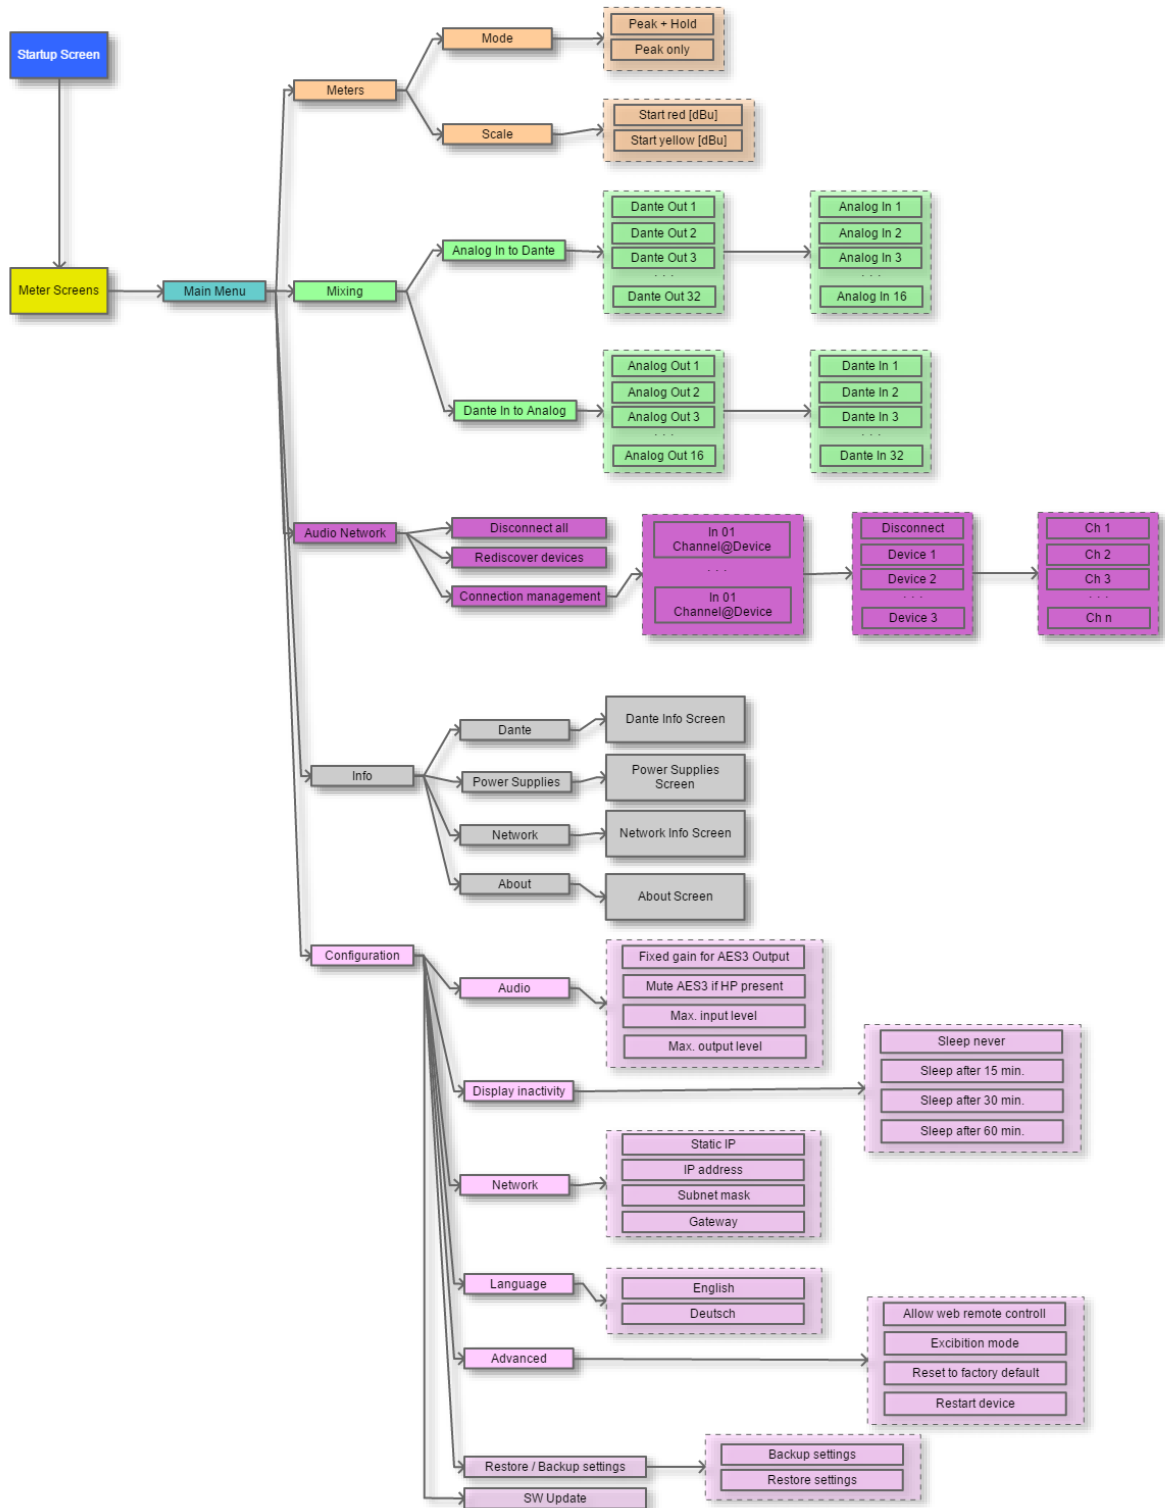 Startup Screen
Meter Screens
Main Menu
Meters
Mode
Peak + Hold
Peak only
Scale
Start red [dBu]
Start yellow [dBu]
Mixing
Analog In to Dante
Dante Out 1
Dante Out 2
Dante Out 3
. . .
Dante Out 32
Analog In 1
Analog In 2
Analog In 3
. . .
Analog In 16
Dante In to Analog
Analog Out 1
Analog Out 2
Analog Out 3
. . .
Analog Out 16
Dante In 1
Dante In 2
Dante In 3
. . .
Dante In 32
Audio Network
Disconnect all
Rediscover devices
Connection management
In 01
Channel@Device
. . .
In 01
Channel@Device
Disconnect
Device 1
Device 2
. . .
Device 3
Ch 1
Ch 2
Ch 3
. . .
Ch n
Info
Dante
Dante Info Screen
Power Supplies
Power Supplies
Screen
Network
Network Info Screen
About
About Screen
Configuration
Audio
Fixed gain for AES3 Output
Mute AES3 if HP present
Max. input level
Max. output level
Display inactivity
Sleep never
Sleep after 15 min.
Sleep after 30 min.
Sleep after 60 min.
Network
Static IP
IP address
Subnet mask
Gateway
Language
English
Deutsch
Advanced
Allow web remote controll
Excibition mode
Reset to factory default
Restart device
Restore / Backup settings
Backup settings
Restore settings
SW Update